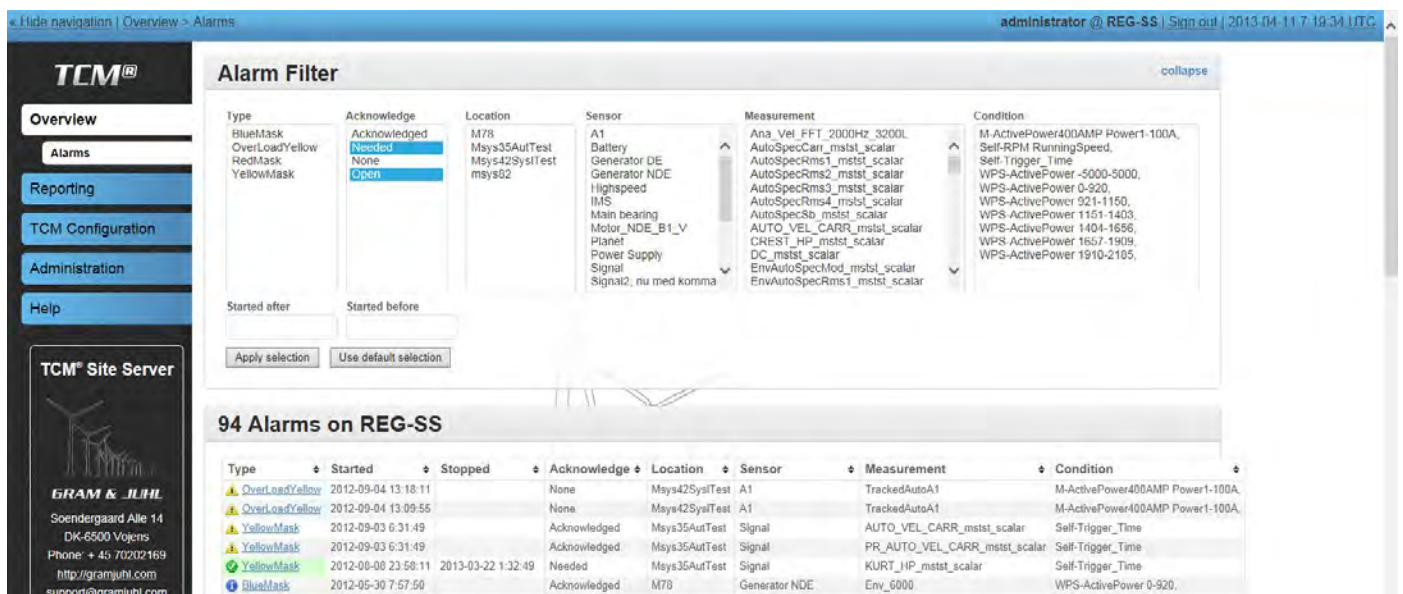 « Hide navigation | Overview > Alarms
administrator @ REG-SS | Sign out | 2013-04-11 7:19:34 UTC
TCM®
Overview
Alarms
Reporting
TCM Configuration
Administration
Help
TCM® Site Server
GRAM & JUHL
Soendergaard Alle 14
DK-6500 Vojens
Phone: + 45 70202169
http://gramjuhl.com
support@gramjuhl.com
Alarm Filter
collapse
Type
BlueMask
OverLoadYellow
RedMask
YellowMask
Acknowledge
Acknowledged
Needed
None
Open
Location
M78
Msys35AutTest
Msys42SyslTest
msys82
Sensor
A1
Battery
Generator DE
Generator NDE
Highspeed
IMS
Main bearing
Motor_NDE_B1_V
Planet
Power Supply
Signal
Signal2, nu med komma
Measurement
Ana_Vel_FFT_2000Hz_3200L
AutoSpecCarr_mstst_scalar
AutoSpecRms1_mstst_scalar
AutoSpecRms2_mstst_scalar
AutoSpecRms3_mstst_scalar
AutoSpecRms4_mstst_scalar
AutoSpecSb_mstst_scalar
AUTO_VEL_CARR_mstst_scalar
CREST_HP_mstst_scalar
DC_mstst_scalar
EnvAutoSpecMod_mstst_scalar
EnvAutoSpecRms1_mstst_scalar
Condition
M-ActivePower400AMP Power1-100A,
Self-RPM RunningSpeed,
Self-Trigger_Time
WPS-ActivePower -5000-5000,
WPS-ActivePower 0-920,
WPS-ActivePower 921-1150,
WPS-ActivePower 1151-1403,
WPS-ActivePower 1404-1656,
WPS-ActivePower 1657-1909,
WPS-ActivePower 1910-2185,
Started after
Started before
Apply selection
Use default selection
94 Alarms on REG-SS
Type Started Stopped Acknowledge Location Sensor Measurement Condition
OverLoadYellow 2012-09-04 13:18:11 None Msys42SyslTest A1 TrackedAutoA1 M-ActivePower400AMP Power1-100A,
OverLoadYellow 2012-09-04 13:09:55 None Msys42SyslTest A1 TrackedAutoA1 M-ActivePower400AMP Power1-100A,
YellowMask 2012-09-03 6:31:49 Acknowledged Msys35AutTest Signal AUTO_VEL_CARR_mstst_scalar Self-Trigger_Time
YellowMask 2012-09-03 6:31:49 Acknowledged Msys35AutTest Signal PR_AUTO_VEL_CARR_mstst_scalar Self-Trigger_Time
YellowMask 2012-08-08 23:58:11 2013-03-22 1:32:49 Needed Msys35AutTest Signal KURT_HP_mstst_scalar Self-Trigger_Time
BlueMask 2012-05-30 7:57:50 Acknowledged M78 Generator NDE Env_6000 WPS-ActivePower 0-920,